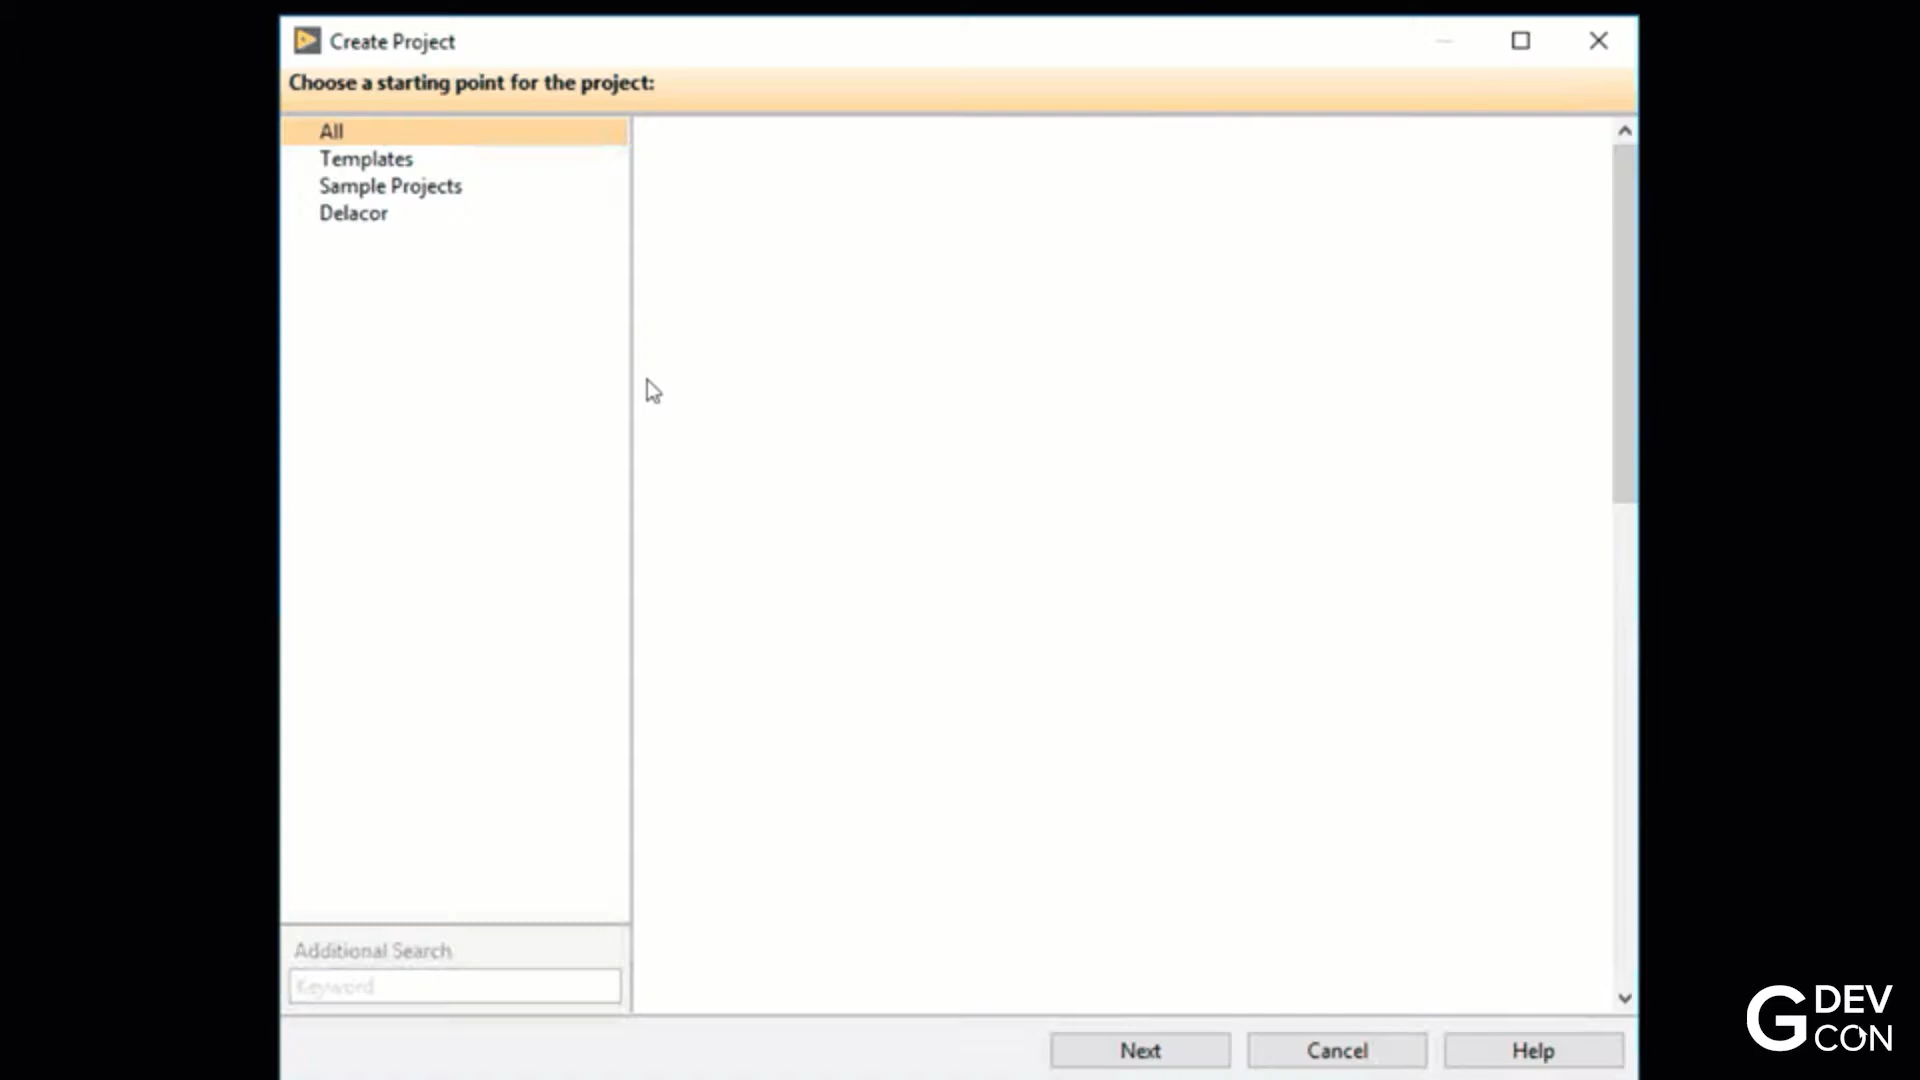 Create Project
Choose a starting point for the project:
All
Templates
Sample Projects
Delacor
Additional Search
Keyword
Next
Cancel
Help
G DEV
CON